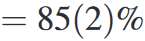 = 85(2)%